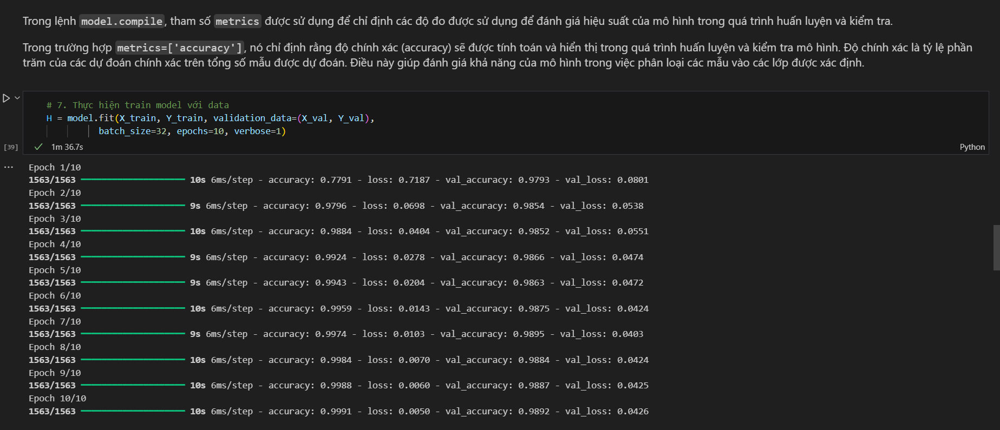 Trong lệnh model.compile, tham số metrics được sử dụng để chỉ định các độ đo được sử dụng để đánh giá hiệu suất của mô hình trong quá trình huấn luyện và kiểm tra.
Trong trường hợp metrics=['accuracy'], nó chỉ định rằng độ chính xác (accuracy) sẽ được tính toán và hiển thị trong quá trình huấn luyện và kiểm tra mô hình. Độ chính xác là tỷ lệ phần
trăm của các dự đoán chính xác trên tổng số mẫu được dự đoán. Điều này giúp đánh giá khả năng của mô hình trong việc phân loại các mẫu vào các lớp được xác định.
# 7. Thực hiện train model với data
H = model.fit(X_train, Y_train, validation_data=(X_val, Y_val),
batch_size=32, epochs=10, verbose=1)
[39] 1m 36.7s Python
Epoch 1/10
1563/1563 10s 6ms/step - accuracy: 0.7791 - loss: 0.7187 - val_accuracy: 0.9793 - val_loss: 0.0801
Epoch 2/10
1563/1563 9s 6ms/step - accuracy: 0.9796 - loss: 0.0698 - val_accuracy: 0.9854 - val_loss: 0.0538
Epoch 3/10
1563/1563 10s 6ms/step - accuracy: 0.9884 - loss: 0.0404 - val_accuracy: 0.9852 - val_loss: 0.0551
Epoch 4/10
1563/1563 9s 6ms/step - accuracy: 0.9924 - loss: 0.0278 - val_accuracy: 0.9866 - val_loss: 0.0474
Epoch 5/10
1563/1563 9s 6ms/step - accuracy: 0.9943 - loss: 0.0204 - val_accuracy: 0.9863 - val_loss: 0.0472
Epoch 6/10
1563/1563 10s 6ms/step - accuracy: 0.9959 - loss: 0.0143 - val_accuracy: 0.9875 - val_loss: 0.0424
Epoch 7/10
1563/1563 9s 6ms/step - accuracy: 0.9974 - loss: 0.0103 - val_accuracy: 0.9895 - val_loss: 0.0403
Epoch 8/10
1563/1563 10s 6ms/step - accuracy: 0.9984 - loss: 0.0070 - val_accuracy: 0.9884 - val_loss: 0.0424
Epoch 9/10
1563/1563 10s 6ms/step - accuracy: 0.9988 - loss: 0.0060 - val_accuracy: 0.9887 - val_loss: 0.0425
Epoch 10/10
1563/1563 10s 6ms/step - accuracy: 0.9991 - loss: 0.0050 - val_accuracy: 0.9892 - val_loss: 0.0426